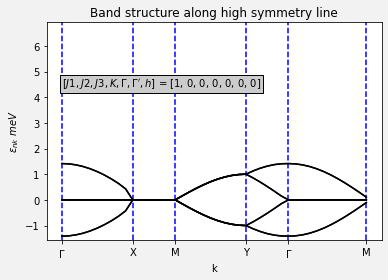 Band structure along high symmetry line
6
5
4
3
2
1
0
−1
ε_{nk} meV
[J1, J2, J3, K, Γ, Γ′, h] = [1, 0, 0, 0, 0, 0, 0]
Γ X M Y Γ M
k